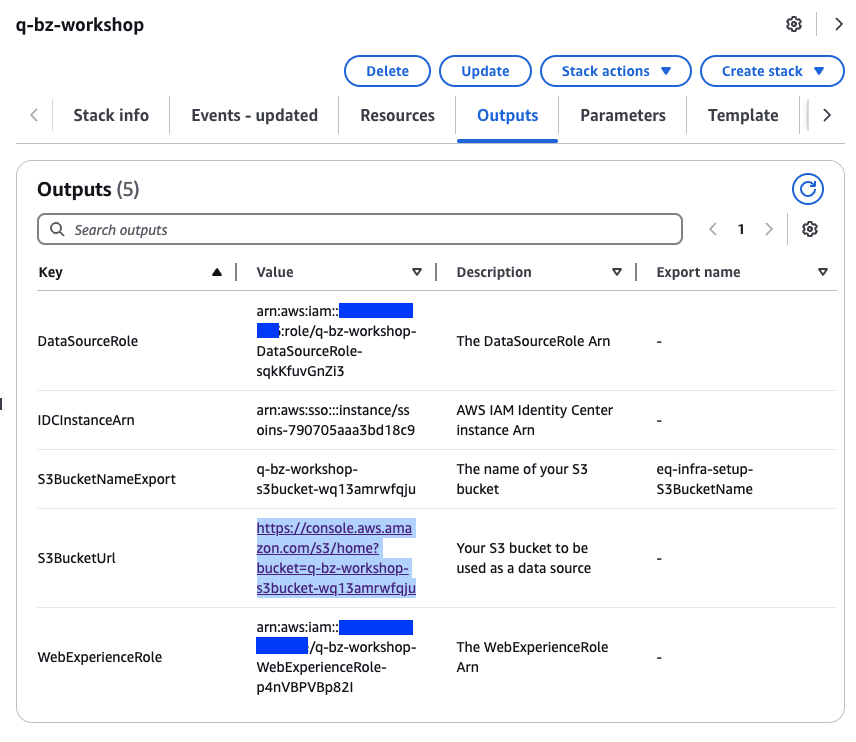 q-bz-workshop
Delete
Update
Stack actions
Create stack
Stack info
Events - updated
Resources
Outputs
Parameters
Template
Outputs (5)
Search outputs
1
Key
Value
Description
Export name
DataSourceRole
arn:aws:iam::
:role/q-bz-workshop-
DataSourceRole-
sqkKfuvGnZi3
The DataSourceRole Arn
-
IDCInstanceArn
arn:aws:sso:::instance/ss
oins-790705aaa3bd18c9
AWS IAM Identity Center
instance Arn
-
S3BucketNameExport
q-bz-workshop-
s3bucket-wq13amrwfqju
The name of your S3
bucket
eq-infra-setup-
S3BucketName
S3BucketUrl
https://console.aws.ama
zon.com/s3/home?
bucket=q-bz-workshop-
s3bucket-wq13amrwfqju
Your S3 bucket to be
used as a data source
-
WebExperienceRole
arn:aws:iam::
/q-bz-workshop-
WebExperienceRole-
p4nVBPVBp82I
The WebExperienceRole
Arn
-